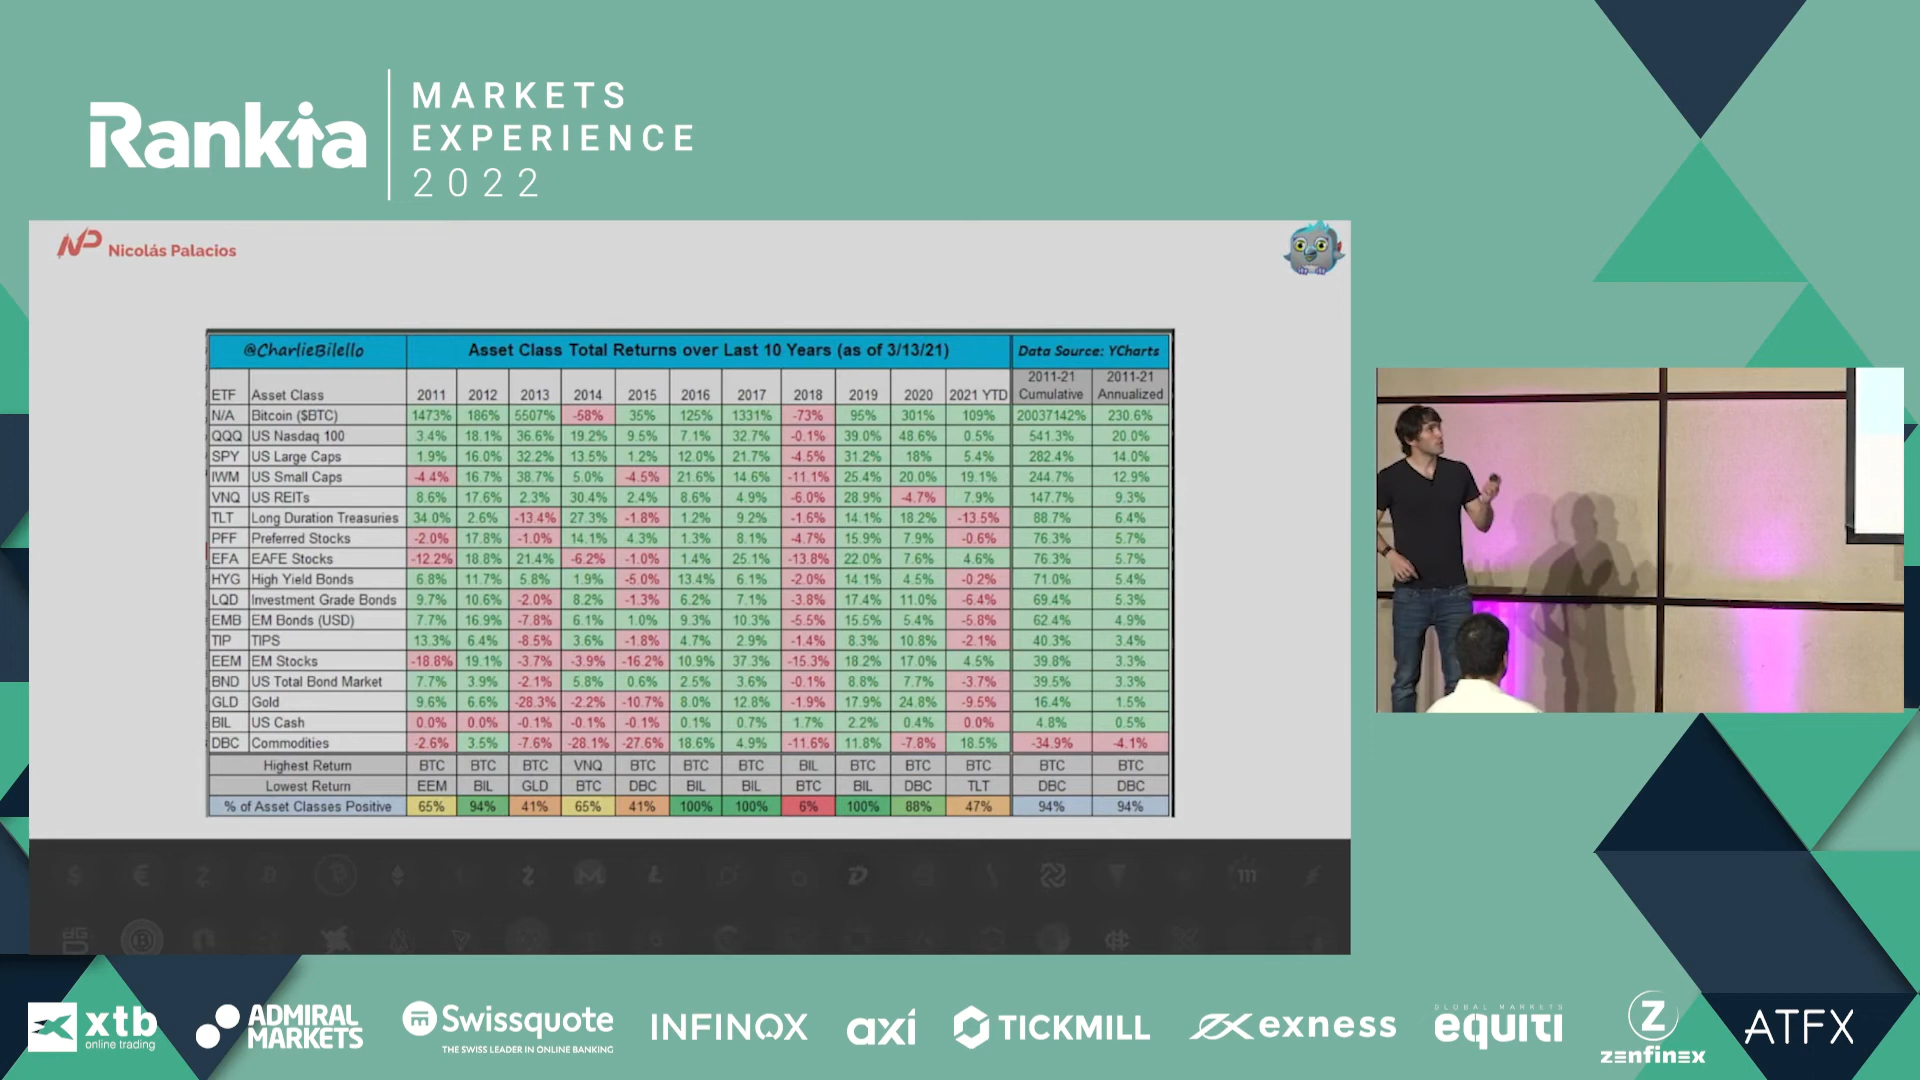 Rankia
MARKETS
EXPERIENCE
2022
NP Nicolás Palacios
@CharlieBilello Asset Class Total Returns over Last 10 Years (as of 3/13/21) Data Source: YCharts
ETF Asset Class 2011 2012 2013 2014 2015 2016 2017 2018 2019 2020 2021 YTD 2011-21 Cumulative 2011-21 Annualized
N/A Bitcoin ($BTC) 1473% 186% 5507% -58% 35% 125% 1331% -73% 95% 301% 109% 20037142% 230.6%
QQQ US Nasdaq 100 3.4% 18.1% 36.6% 19.2% 9.5% 7.1% 32.7% -0.1% 39.0% 48.6% 0.5% 541.3% 20.0%
SPY US Large Caps 1.9% 16.0% 32.2% 13.5% 1.2% 12.0% 21.7% -4.5% 31.2% 18% 5.4% 282.4% 14.0%
IWM US Small Caps -4.4% 16.7% 38.7% 5.0% -4.5% 21.6% 14.6% -11.1% 25.4% 20.0% 19.1% 244.7% 12.9%
VNQ US REITs 8.6% 17.6% 2.3% 30.4% 2.4% 8.6% 4.9% -6.0% 28.9% -4.7% 7.9% 147.7% 9.3%
TLT Long Duration Treasuries 34.0% 2.6% -13.4% 27.3% -1.8% 1.2% 9.2% -1.6% 14.1% 18.2% -13.5% 88.7% 6.4%
PFF Preferred Stocks -2.0% 17.8% -1.0% 14.1% 4.3% 1.3% 8.1% -4.7% 15.9% 7.9% -0.6% 76.3% 5.7%
EFA EAFE Stocks -12.2% 18.8% 21.4% -6.2% -1.0% 1.4% 25.1% -13.8% 22.0% 7.6% 4.6% 76.3% 5.7%
HYG High Yield Bonds 6.8% 11.7% 5.8% 1.9% -5.0% 13.4% 6.1% -2.0% 14.1% 4.5% -0.2% 71.0% 5.4%
LQD Investment Grade Bonds 9.7% 10.6% -2.0% 8.2% -1.3% 6.2% 7.1% -3.8% 17.4% 11.0% -6.4% 69.4% 5.3%
EMB EM Bonds (USD) 7.7% 16.9% -7.8% 6.1% 1.0% 9.3% 10.3% -5.5% 15.5% 5.4% -5.8% 62.4% 4.9%
TIP TIPS 13.3% 6.4% -8.5% 3.6% -1.8% 4.7% 2.9% -1.4% 8.3% 10.8% -2.1% 40.3% 3.4%
EEM EM Stocks -18.8% 19.1% -3.7% -3.9% -16.2% 10.9% 37.3% -15.3% 18.2% 17.0% 4.5% 39.8% 3.3%
BND US Total Bond Market 7.7% 3.9% -2.1% 5.8% 0.6% 2.5% 3.6% -0.1% 8.8% 7.7% -3.7% 39.5% 3.3%
GLD Gold 9.6% 6.6% -28.3% -2.2% -10.7% 8.0% 12.8% -1.9% 17.9% 24.8% -9.5% 16.4% 1.5%
BIL US Cash 0.0% 0.0% -0.1% -0.1% -0.1% 0.1% 0.7% 1.7% 2.2% 0.4% 0.0% 4.8% 0.5%
DBC Commodities -2.6% 3.5% -7.6% -28.1% -27.6% 18.6% 4.9% -11.6% 11.8% -7.8% 18.5% -34.9% -4.1%
Highest Return BTC BTC BTC VNQ BTC BTC BTC BIL BTC BTC BTC BTC BTC
Lowest Return EEM BIL GLD BTC DBC BIL BIL BTC BIL DBC TLT DBC DBC
% of Asset Classes Positive 65% 94% 41% 65% 41% 100% 100% 6% 100% 88% 47% 94% 94%
xtb
online trading
ADMIRAL
MARKETS
Swissquote
THE SWISS LEADER IN ONLINE BANKING
INFINOX
axi
TICKMILL
exness
GLOBAL MARKETS
equiti
Z
zenfinex
ATFX